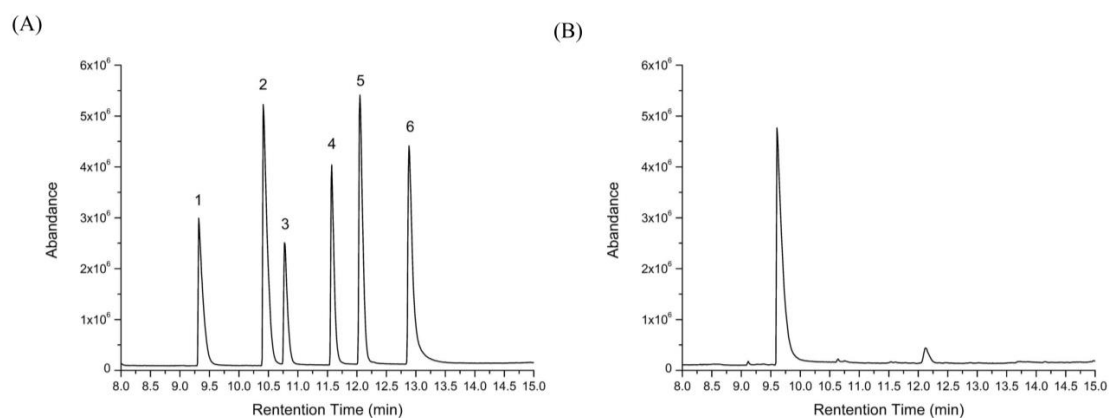 (A)
(B)
6x10⁶
5x10⁶
4x10⁶
3x10⁶
2x10⁶
1x10⁶
0
Abandance
1
2
3
4
5
6
8.0 8.5 9.0 9.5 10.0 10.5 11.0 11.5 12.0 12.5 13.0 13.5 14.0 14.5 15.0
Rentention Time (min)
6x10⁶
5x10⁶
4x10⁶
3x10⁶
2x10⁶
1x10⁶
0
Abandance
8.0 8.5 9.0 9.5 10.0 10.5 11.0 11.5 12.0 12.5 13.0 13.5 14.0 14.5 15.0
Rentention Time (min)